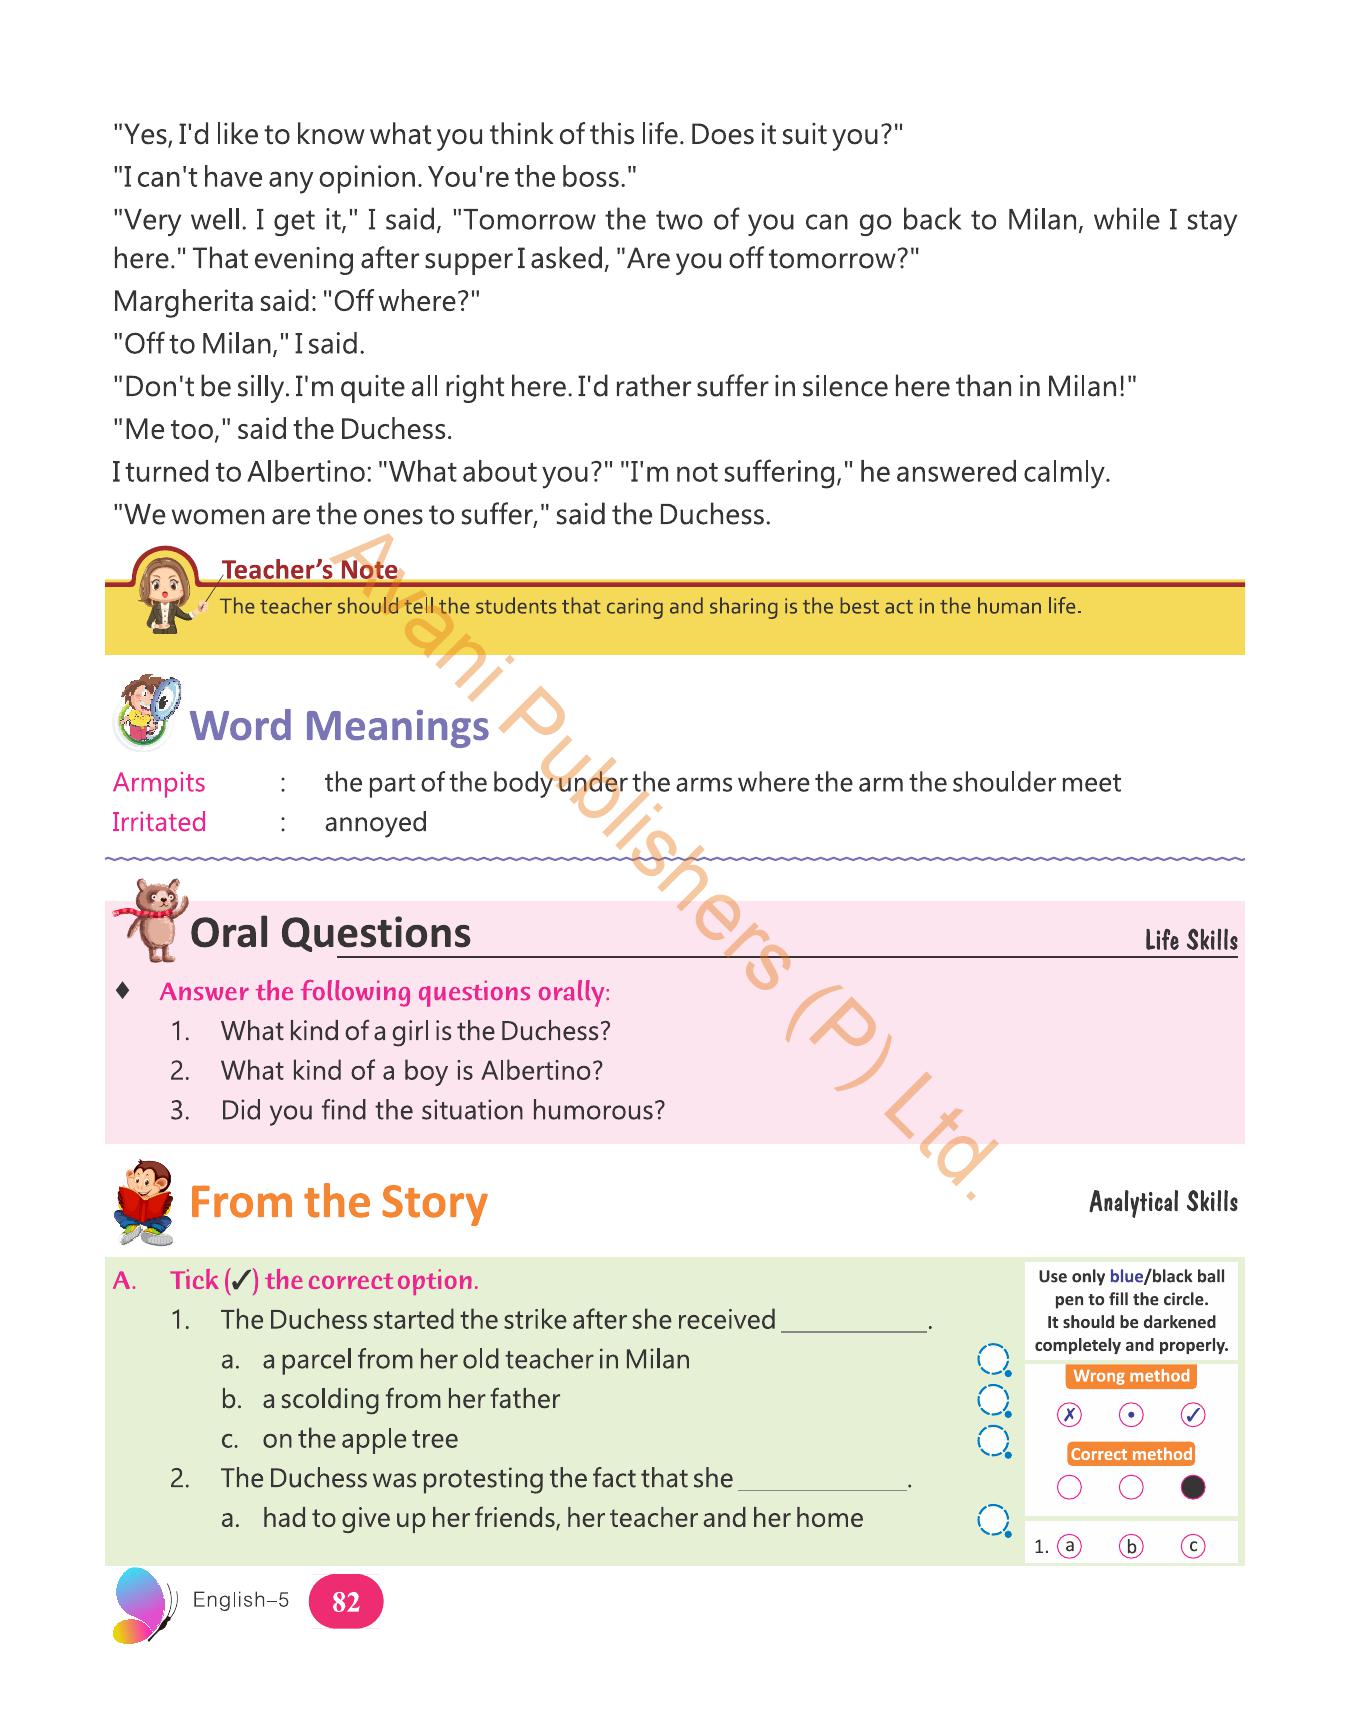 "Yes, I'd like to know what you think of this life. Does it suit you?"
"I can't have any opinion. You're the boss."
"Very well. I get it," I said, "Tomorrow the two of you can go back to Milan, while I stay
here." That evening after supper I asked, "Are you off tomorrow?"
Margherita said: "Off where?"
"Off to Milan," I said.
"Don't be silly. I'm quite all right here. I'd rather suffer in silence here than in Milan!"
"Me too," said the Duchess.
I turned to Albertino: "What about you?" "I'm not suffering," he answered calmly.
"We women are the ones to suffer," said the Duchess.
Teacher's Note
The teacher should tell the students that caring and sharing is the best act in the human life.
Word Meanings
Armpits : the part of the body under the arms where the arm the shoulder meet
Irritated : annoyed
Oral Questions
Life Skills
♦ Answer the following questions orally:
1. What kind of a girl is the Duchess?
2. What kind of a boy is Albertino?
3. Did you find the situation humorous?
From the Story
Analytical Skills
A. Tick (✓) the correct option.
1. The Duchess started the strike after she received ___________.
a. a parcel from her old teacher in Milan
b. a scolding from her father
c. on the apple tree
2. The Duchess was protesting the fact that she _____________.
a. had to give up her friends, her teacher and her home
Use only blue/black ball
pen to fill the circle.
It should be darkened
completely and properly.
Wrong method
✗ • ✓
Correct method
1. a b c
English–5
82
Avani Publishers (P) Ltd.